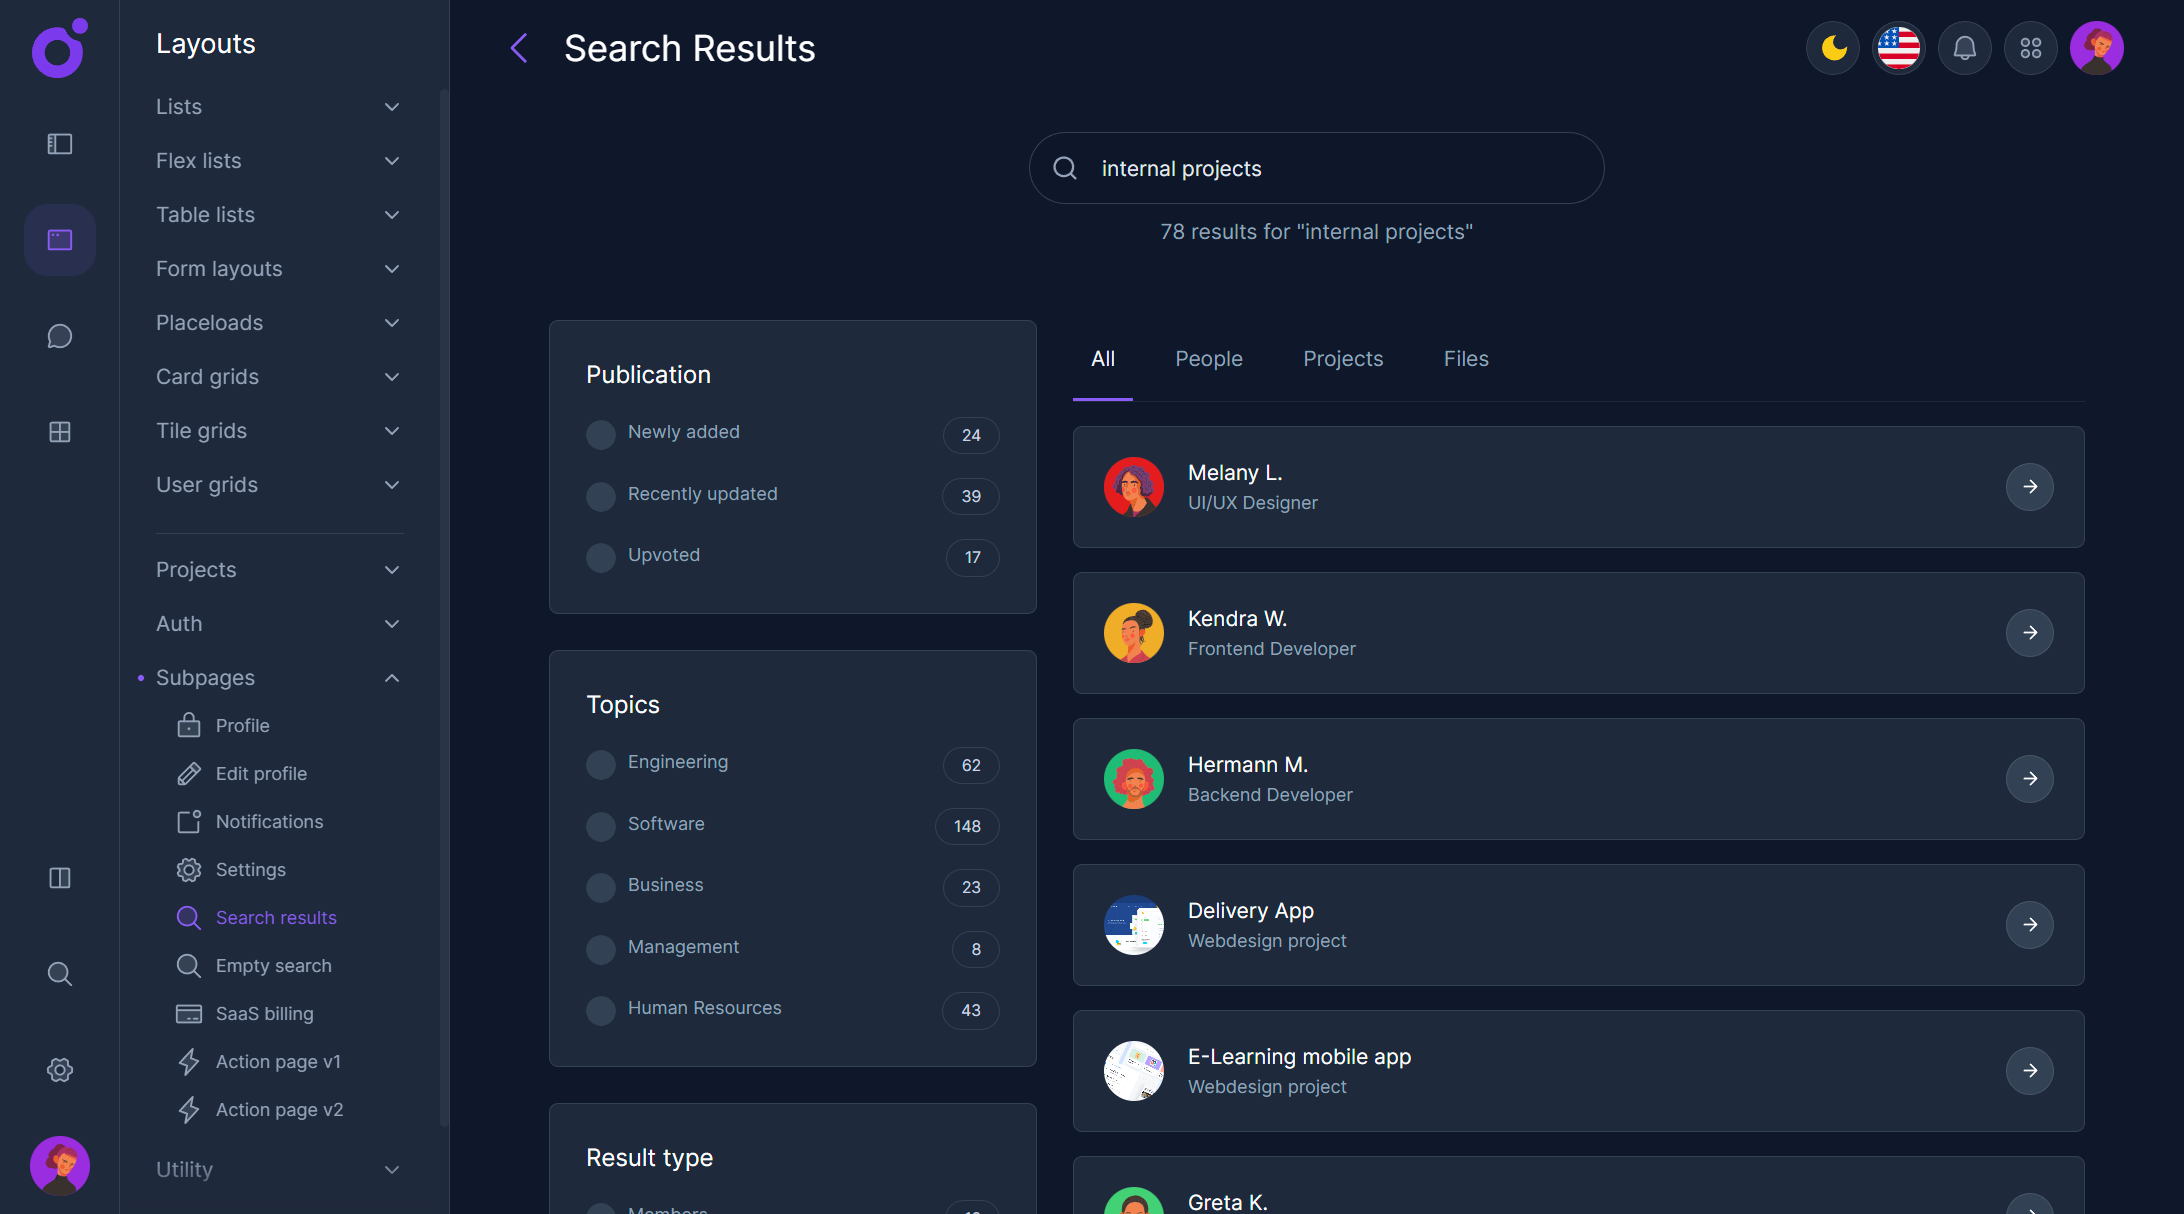 Layouts
Lists
Flex lists
Table lists
Form layouts
Placeloads
Card grids
Tile grids
User grids
Projects
Auth
Subpages
Profile
Edit profile
Notifications
Settings
Search results
Empty search
SaaS billing
Action page v1
Action page v2
Utility
Search Results
internal projects
78 results for "internal projects"
Publication
Newly added 24
Recently updated 39
Upvoted 17
Topics
Engineering 62
Software 148
Business 23
Management 8
Human Resources 43
Result type
Members
All People Projects Files
Melany L.
UI/UX Designer
Kendra W.
Frontend Developer
Hermann M.
Backend Developer
Delivery App
Webdesign project
E-Learning mobile app
Webdesign project
Greta K.